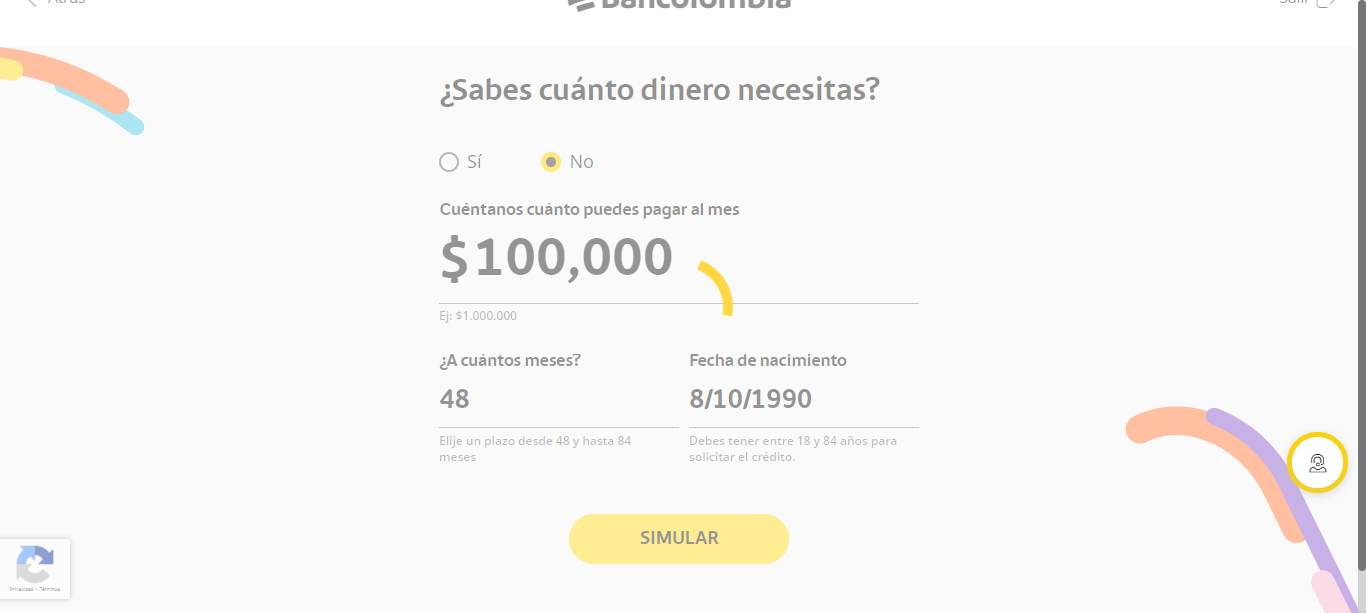 Atrás
Bancolombia
Salir
¿Sabes cuánto dinero necesitas?
Sí
No
Cuéntanos cuánto puedes pagar al mes
$100,000
Ej: $1.000.000
¿A cuántos meses?
Fecha de nacimiento
48
8/10/1990
Elije un plazo desde 48 y hasta 84
meses
Debes tener entre 18 y 84 años para
solicitar el crédito.
SIMULAR
Privacidad - Términos